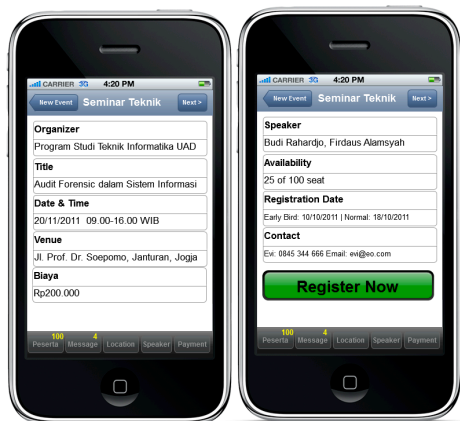 CARRIER 3G 4:20 PM
New Event Seminar Teknik Next >
Organizer
Program Studi Teknik Informatika UAD
Title
Audit Forensic dalam Sistem Informasi
Date & Time
20/11/2011 09.00-16.00 WIB
Venue
Jl. Prof. Dr. Soepomo, Janturan, Jogja
Biaya
Rp200.000
100 4
Peserta Message Location Speaker Payment
CARRIER 3G 4:20 PM
New Event Seminar Teknik Next >
Speaker
Budi Rahardjo, Firdaus Alamsyah
Availability
25 of 100 seat
Registration Date
Early Bird: 10/10/2011 | Normal: 18/10/2011
Contact
Evi: 0845 344 666 Email: evi@eo.com
Register Now
100 4
Peserta Message Location Speaker Payment